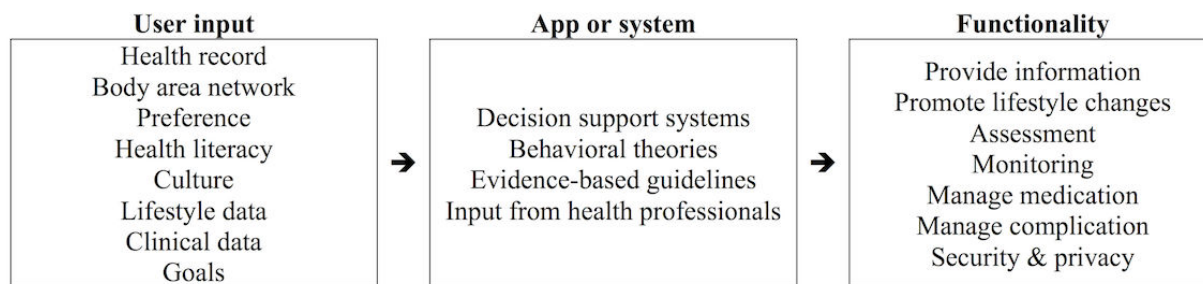 User input
Health record
Body area network
Preference
Health literacy
Culture
Lifestyle data
Clinical data
Goals
➔
App or system
Decision support systems
Behavioral theories
Evidence-based guidelines
Input from health professionals
➔
Functionality
Provide information
Promote lifestyle changes
Assessment
Monitoring
Manage medication
Manage complication
Security & privacy